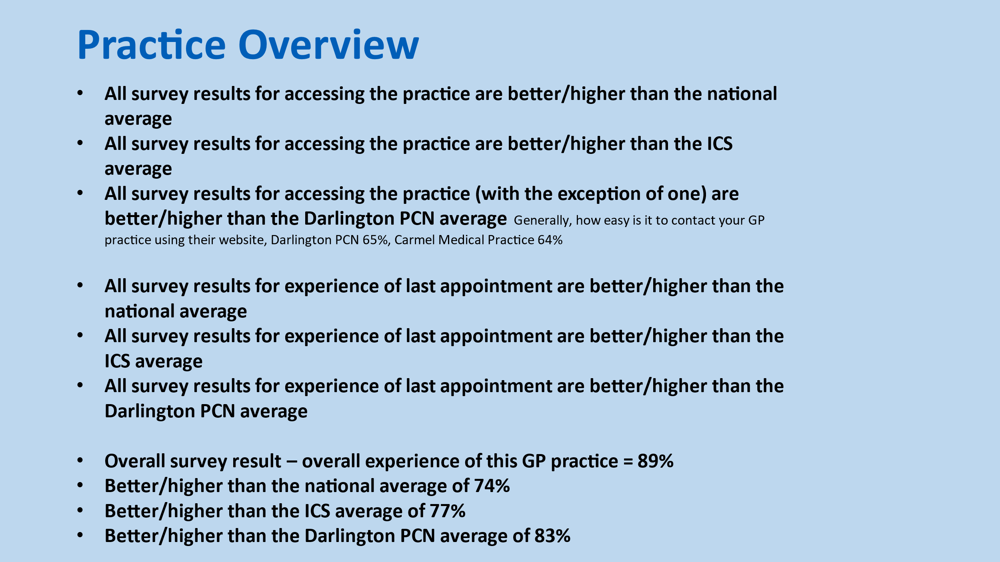 Practice Overview
• All survey results for accessing the practice are better/higher than the national
average
• All survey results for accessing the practice are better/higher than the ICS
average
• All survey results for accessing the practice (with the exception of one) are
better/higher than the Darlington PCN average Generally, how easy is it to contact your GP
practice using their website, Darlington PCN 65%, Carmel Medical Practice 64%
• All survey results for experience of last appointment are better/higher than the
national average
• All survey results for experience of last appointment are better/higher than the
ICS average
• All survey results for experience of last appointment are better/higher than the
Darlington PCN average
• Overall survey result – overall experience of this GP practice = 89%
• Better/higher than the national average of 74%
• Better/higher than the ICS average of 77%
• Better/higher than the Darlington PCN average of 83%